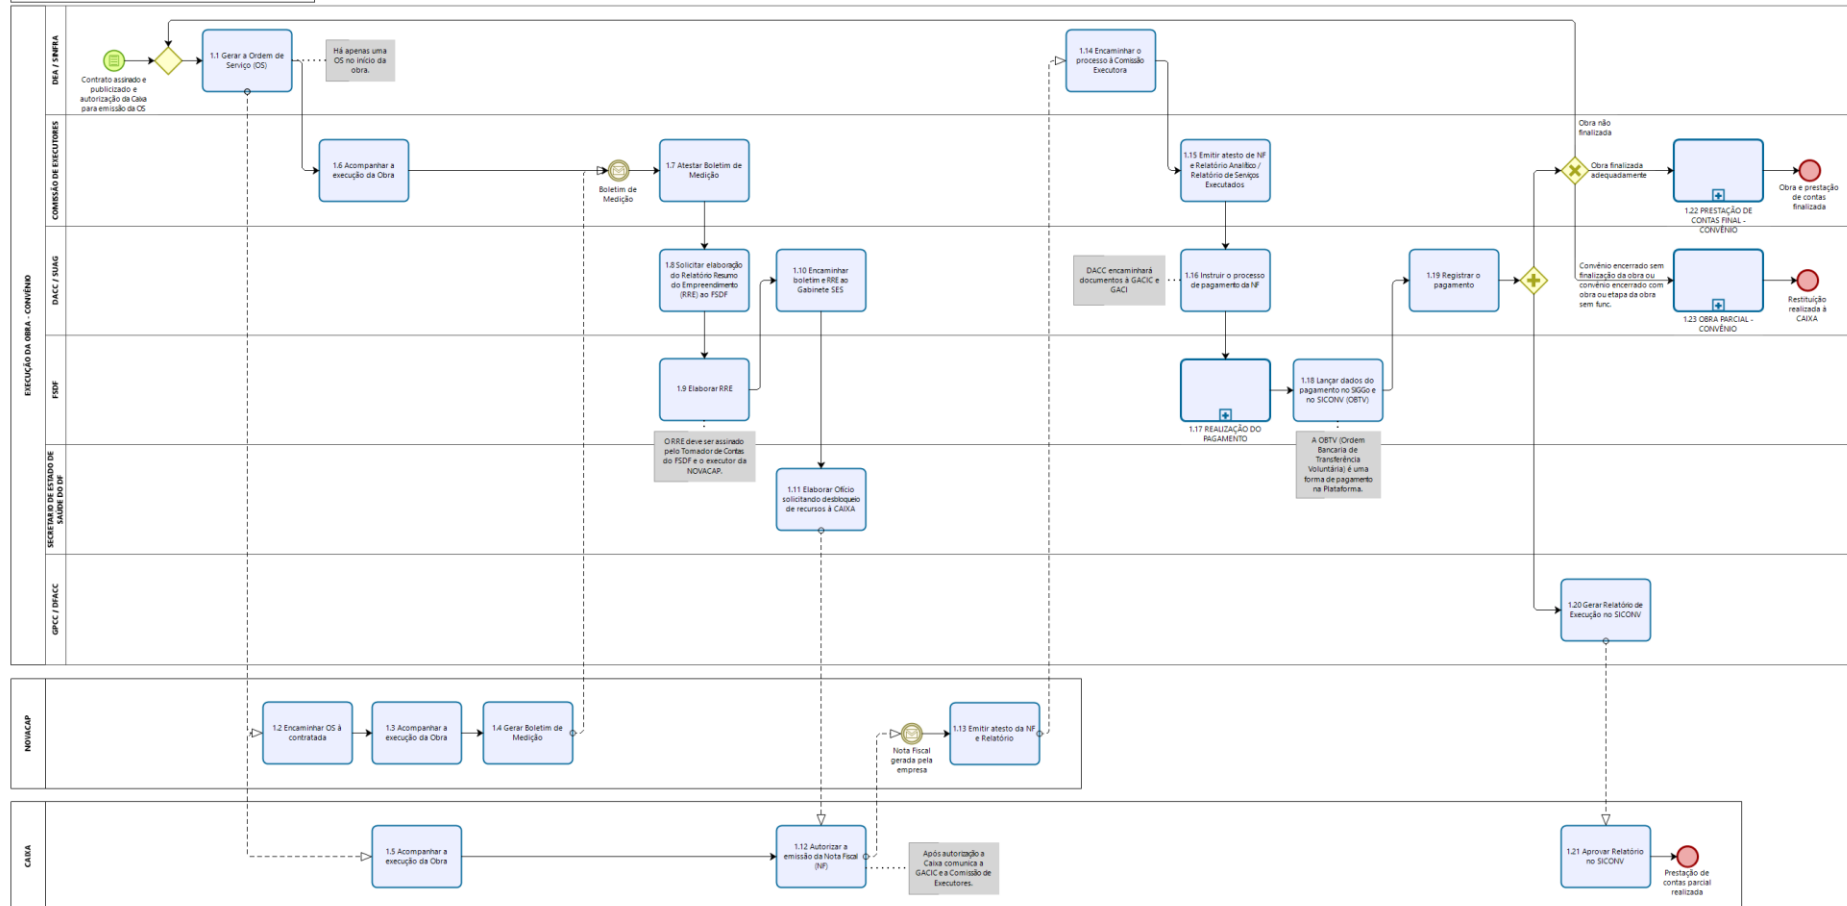 EXECUÇÃO DA OBRA - CONVÊNIO
DEA / SINFRA
Contrato assinado e
publicizado e
autorização da Caixa
para emissão da OS
1.1 Gerar a Ordem de
Serviço (OS)
Há apenas uma
OS no início da
obra.
1.14 Encaminhar o
processo à Comissão
Executora
COMISSÃO DE EXECUTORES
1.6 Acompanhar a
execução da Obra
Boletim de
Medição
1.7 Atestar Boletim de
Medição
1.15 Emitir atesto de NF
e Relatório Analítico /
Relatório de Serviços
Executados
Obra não
finalizada
Obra finalizada
adequadamente
1.22 PRESTAÇÃO DE
CONTAS FINAL -
CONVÊNIO
Obra e prestação
de contas
finalizada
DACC / SUAG
1.8 Solicitar elaboração
do Relatório Resumo
do Empreendimento
(RRE) ao FSDF
1.10 Encaminhar
boletim e RRE ao
Gabinete SES
DACC encaminhará
documentos à GACIC e
GACI
1.16 Instruir o processo
de pagamento da NF
1.19 Registrar o
pagamento
Convênio encerrado sem
finalização da obra ou
convênio encerrado com
obra ou etapa da obra
sem func.
1.23 OBRA PARCIAL -
CONVÊNIO
Restituição
realizada à
CAIXA
FSDF
1.9 Elaborar RRE
O RRE deve ser assinado
pelo Tomador de Contas
do FSDF e o executor da
NOVACAP.
1.17 REALIZAÇÃO DO
PAGAMENTO
1.18 Lançar dados do
pagamento no SIGGo e
no SICONV (OBTV)
A OBTV (Ordem
Bancaria de
Transferência
Voluntária) é uma
forma de pagamento
na Plataforma.
SECRETARIO DE ESTADO DE
SAÚDE DO DF
1.11 Elaborar Ofício
solicitando desbloqueio
de recursos à CAIXA
GPCC / DFACC
1.20 Gerar Relatório de
Execução no SICONV
NOVACAP
1.2 Encaminhar OS à
contratada
1.3 Acompanhar a
execução da Obra
1.4 Gerar Boletim de
Medição
Nota Fiscal
gerada pela
empresa
1.13 Emitir atesto da NF
e Relatório
CAIXA
1.5 Acompanhar a
execução da Obra
1.12 Autorizar a
emissão da Nota Fiscal
(NF)
Após autorização a
Caixa comunica a
GACIC e a Comissão de
Executores.
1.21 Aprovar Relatório
no SICONV
Prestação de
contas parcial
realizada